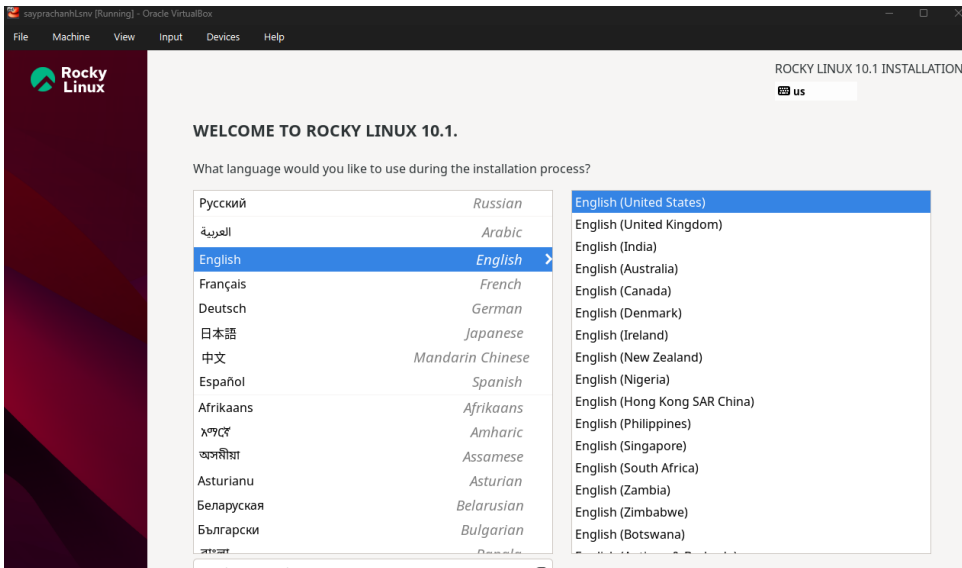 sayprachanhLsnv [Running] - Oracle VirtualBox
File Machine View Input Devices Help
Rocky
Linux
ROCKY LINUX 10.1 INSTALLATION
us
WELCOME TO ROCKY LINUX 10.1.
What language would you like to use during the installation process?
Русский Russian
العربية Arabic
English English
Français French
Deutsch German
日本語 Japanese
中文 Mandarin Chinese
Español Spanish
Afrikaans Afrikaans
አማርኛ Amharic
অসমীয়া Assamese
Asturianu Asturian
Беларуская Belarusian
Български Bulgarian
বাংলা Bangla
English (United States)
English (United Kingdom)
English (India)
English (Australia)
English (Canada)
English (Denmark)
English (Ireland)
English (New Zealand)
English (Nigeria)
English (Hong Kong SAR China)
English (Philippines)
English (Singapore)
English (South Africa)
English (Zambia)
English (Zimbabwe)
English (Botswana)